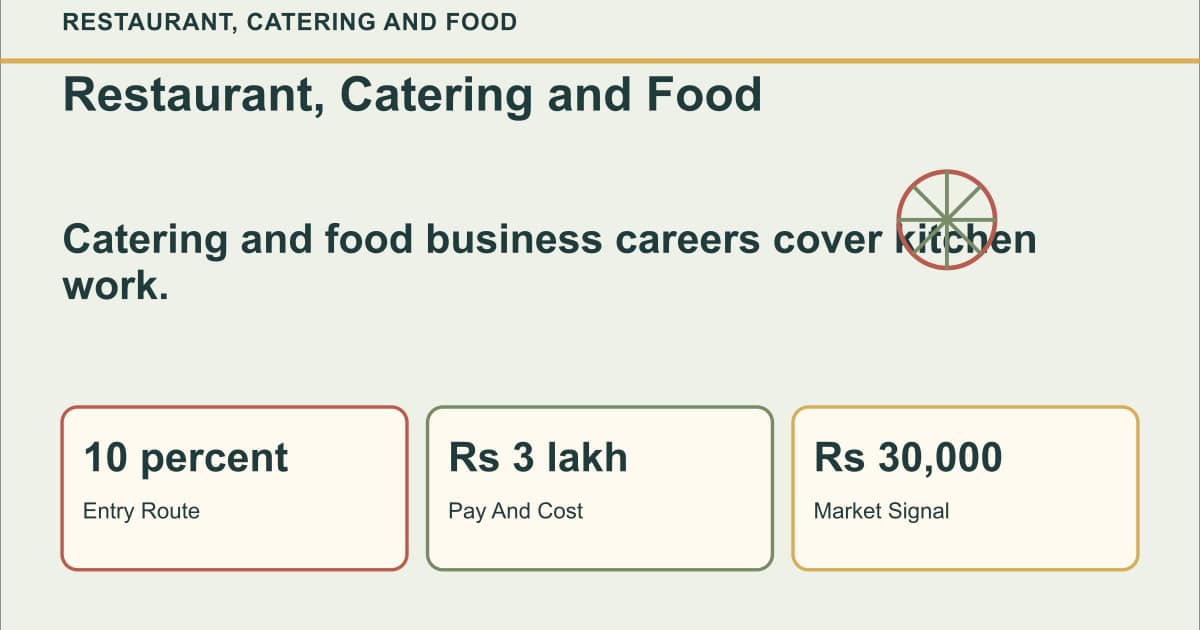 RESTAURANT, CATERING AND FOOD
Restaurant, Catering and Food
Catering and food business careers cover kitchen
work.
10 percent
Entry Route
Rs 3 lakh
Pay And Cost
Rs 30,000
Market Signal